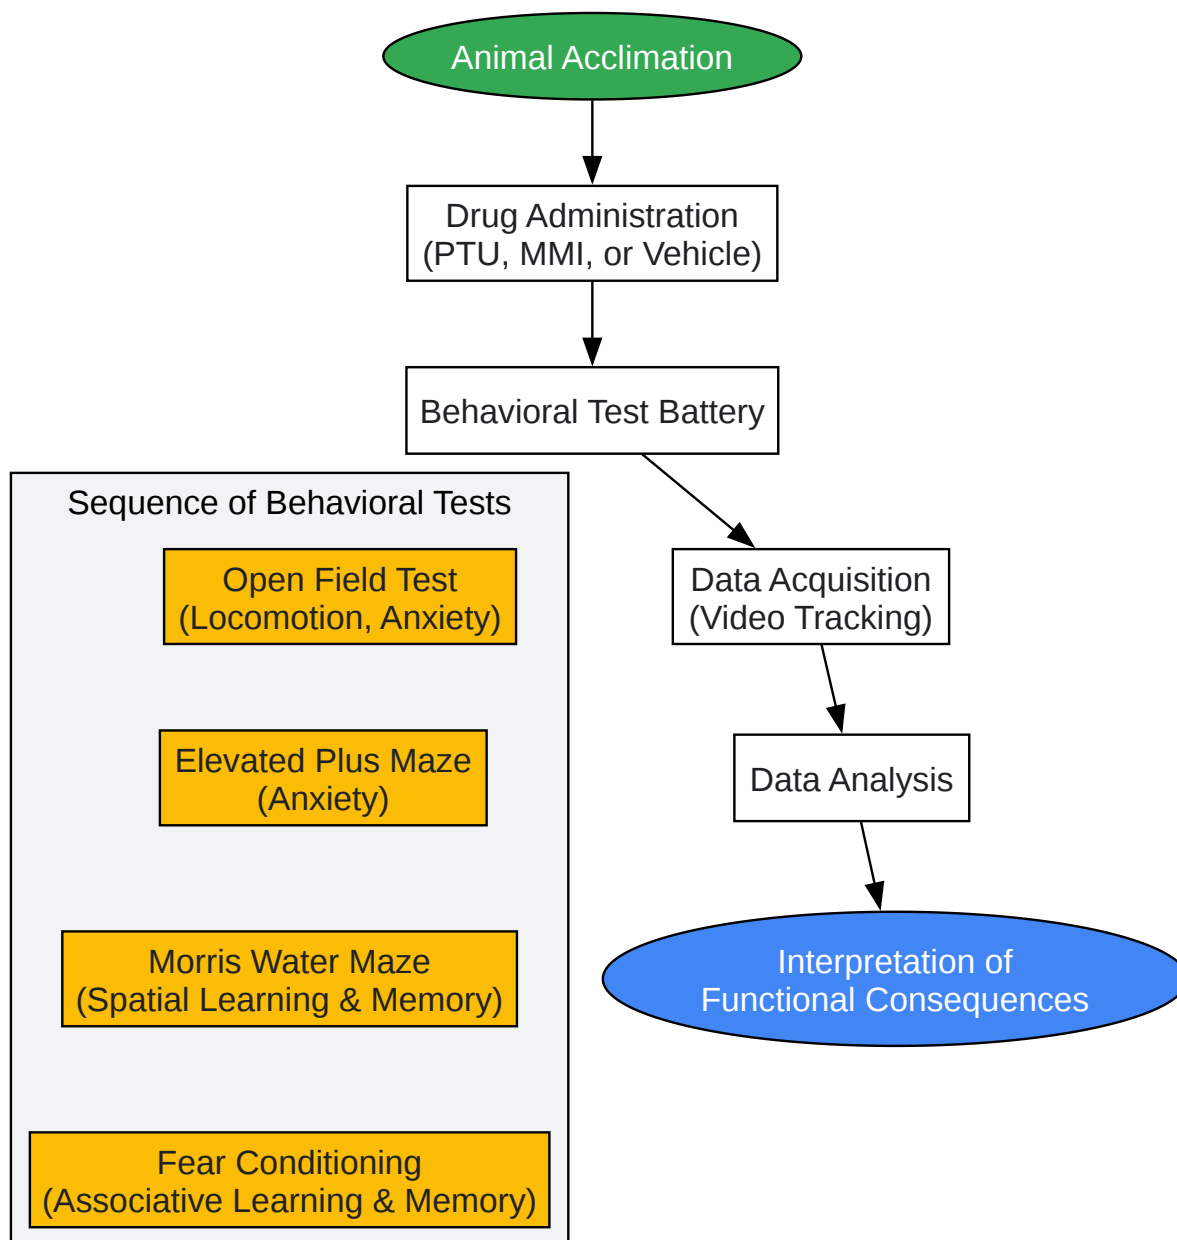 Animal Acclimation
Drug Administration
(PTU, MMI, or Vehicle)
Behavioral Test Battery
Sequence of Behavioral Tests
Open Field Test
(Locomotion, Anxiety)
Elevated Plus Maze
(Anxiety)
Morris Water Maze
(Spatial Learning & Memory)
Fear Conditioning
(Associative Learning & Memory)
Data Acquisition
(Video Tracking)
Data Analysis
Interpretation of
Functional Consequences